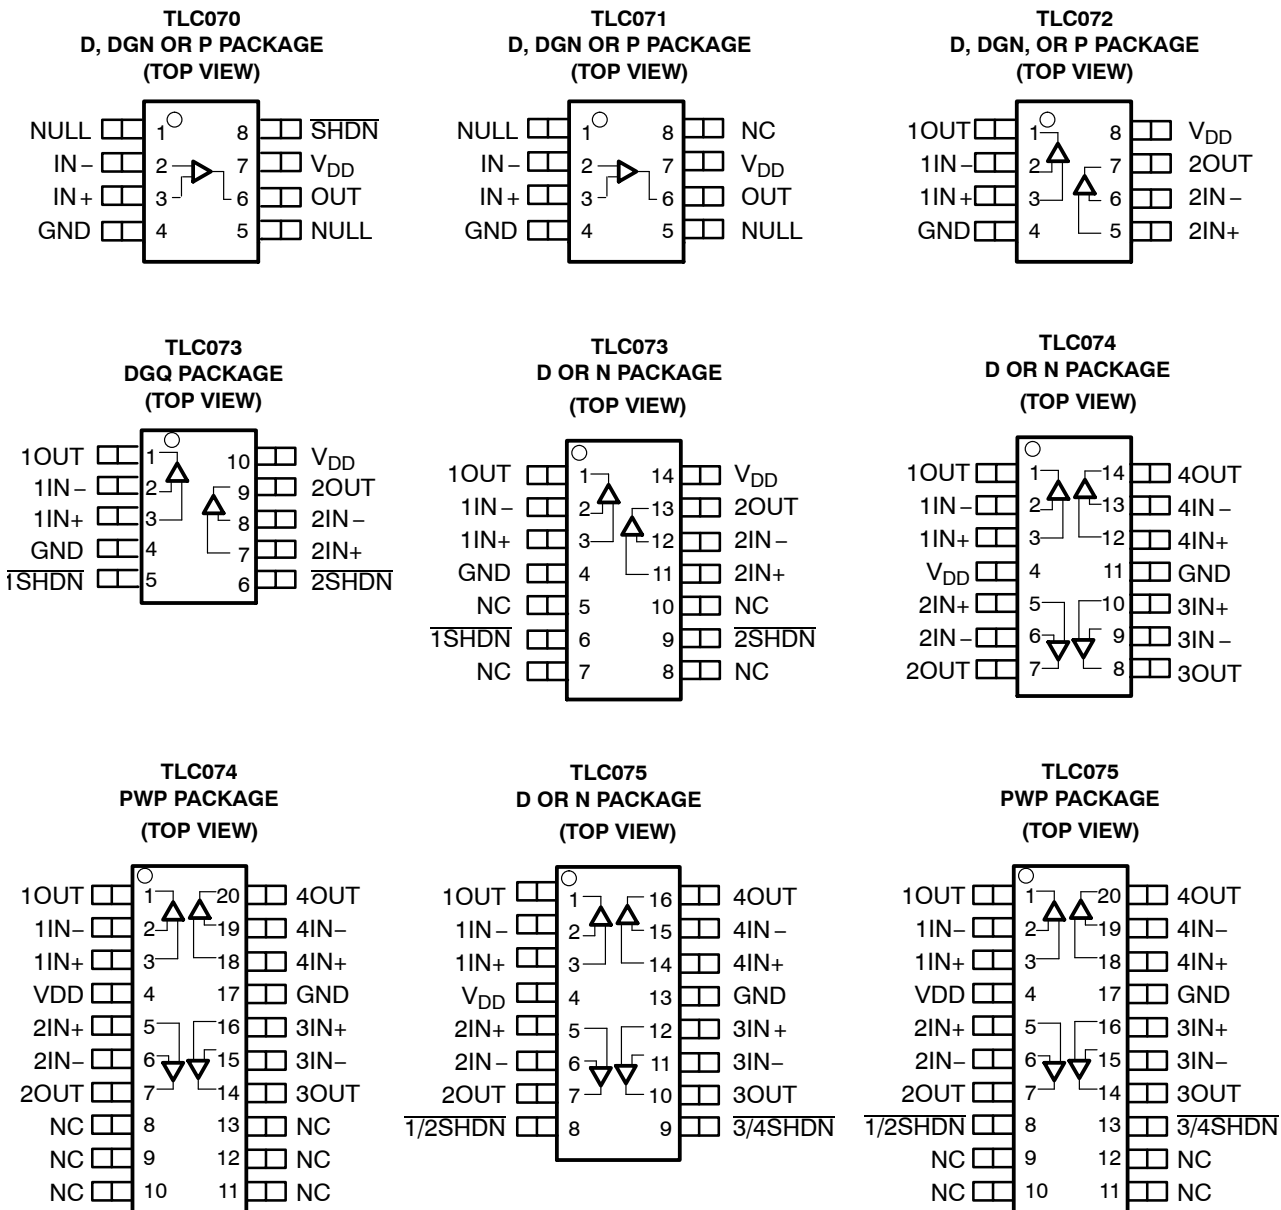 TLC070
D, DGN OR P PACKAGE
(TOP VIEW)
NULL 1 8 SHDN
IN− 2 7 VDD
IN+ 3 6 OUT
GND 4 5 NULL
TLC071
D, DGN OR P PACKAGE
(TOP VIEW)
NULL 1 8 NC
IN− 2 7 VDD
IN+ 3 6 OUT
GND 4 5 NULL
TLC072
D, DGN, OR P PACKAGE
(TOP VIEW)
1OUT 1 8 VDD
1IN− 2 7 2OUT
1IN+ 3 6 2IN−
GND 4 5 2IN+
TLC073
DGQ PACKAGE
(TOP VIEW)
1OUT 1 10 VDD
1IN− 2 9 2OUT
1IN+ 3 8 2IN−
GND 4 7 2IN+
1SHDN 5 6 2SHDN
TLC073
D OR N PACKAGE
(TOP VIEW)
1OUT 1 14 VDD
1IN− 2 13 2OUT
1IN+ 3 12 2IN−
GND 4 11 2IN+
NC 5 10 NC
1SHDN 6 9 2SHDN
NC 7 8 NC
TLC074
D OR N PACKAGE
(TOP VIEW)
1OUT 1 14 4OUT
1IN− 2 13 4IN−
1IN+ 3 12 4IN+
VDD 4 11 GND
2IN+ 5 10 3IN+
2IN− 6 9 3IN−
2OUT 7 8 3OUT
TLC074
PWP PACKAGE
(TOP VIEW)
1OUT 1 20 4OUT
1IN− 2 19 4IN−
1IN+ 3 18 4IN+
VDD 4 17 GND
2IN+ 5 16 3IN+
2IN− 6 15 3IN−
2OUT 7 14 3OUT
NC 8 13 NC
NC 9 12 NC
NC 10 11 NC
TLC075
D OR N PACKAGE
(TOP VIEW)
1OUT 1 16 4OUT
1IN− 2 15 4IN−
1IN+ 3 14 4IN+
VDD 4 13 GND
2IN+ 5 12 3IN+
2IN− 6 11 3IN−
2OUT 7 10 3OUT
1/2SHDN 8 9 3/4SHDN
TLC075
PWP PACKAGE
(TOP VIEW)
1OUT 1 20 4OUT
1IN− 2 19 4IN−
1IN+ 3 18 4IN+
VDD 4 17 GND
2IN+ 5 16 3IN+
2IN− 6 15 3IN−
2OUT 7 14 3OUT
1/2SHDN 8 13 3/4SHDN
NC 9 12 NC
NC 10 11 NC